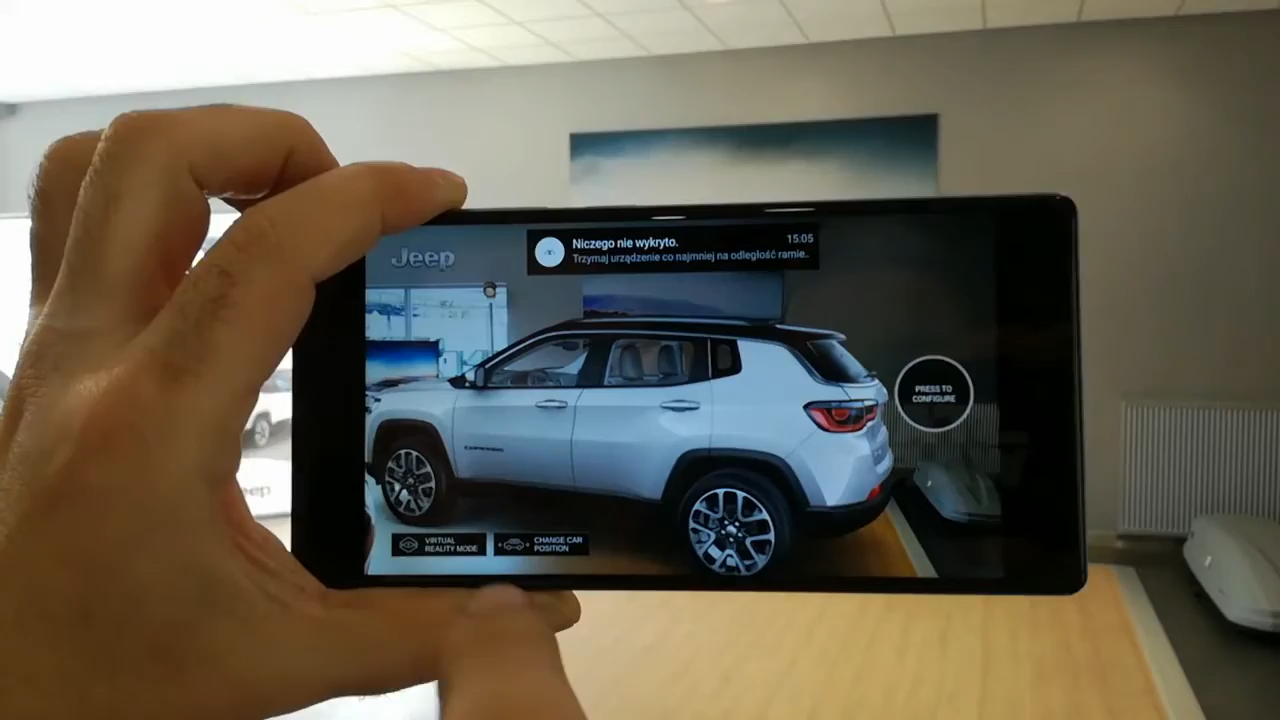 Jeep
Niczego nie wykryto.
15:05
Trzymaj urządzenie co najmniej na odległość ramie..
PRESS TO
CONFIGURE
VIRTUAL
REALITY MODE
CHANGE CAR
POSITION